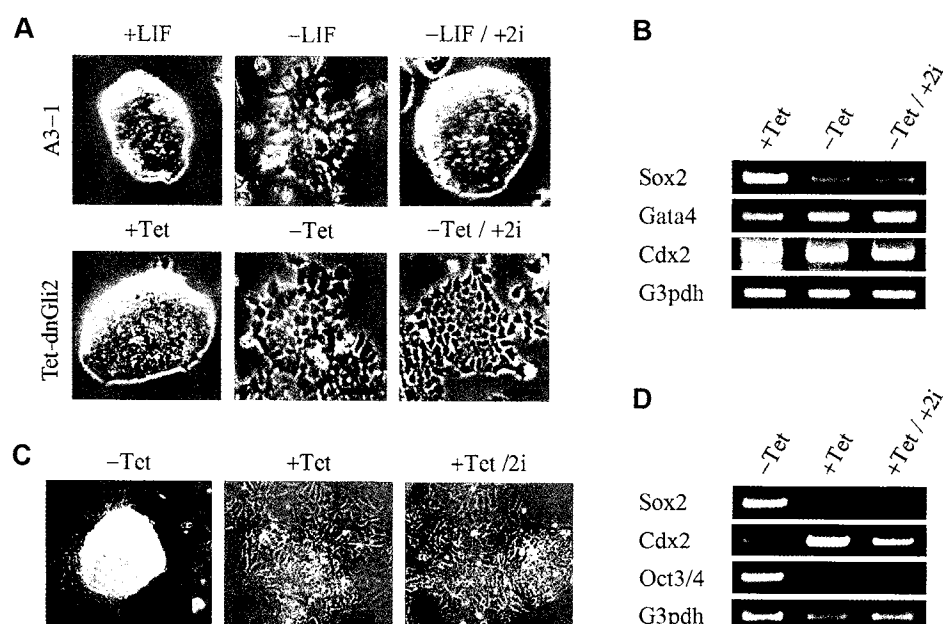 A
+LIF −LIF −LIF / +2i
A3−1
+Tet −Tet −Tet / +2i
Tet-dnGli2
B
+Tet −Tet −Tet / +2i
Sox2
Gata4
Cdx2
G3pdh
C
−Tet +Tet +Tet /2i
D
−Tet +Tet +Tet / +2i
Sox2
Cdx2
Oct3/4
G3pdh